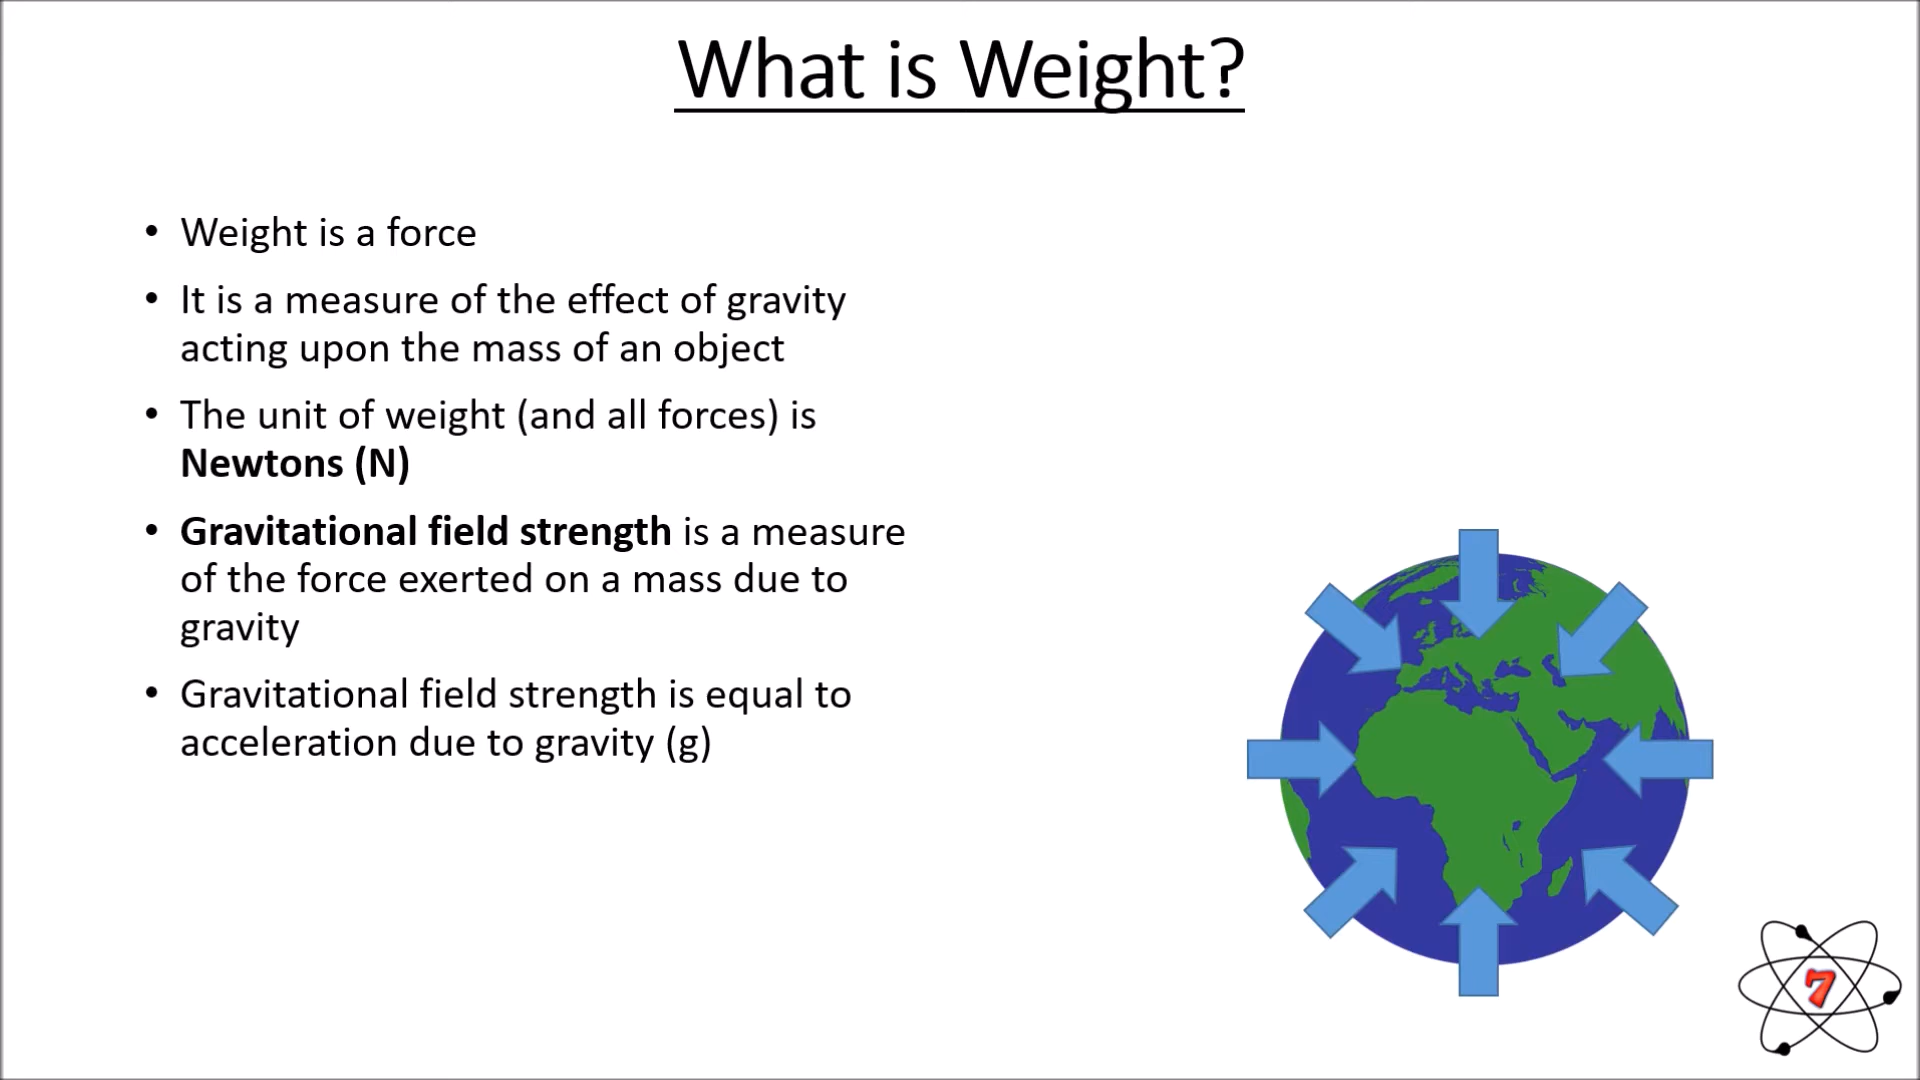 What is Weight?
• Weight is a force
• It is a measure of the effect of gravity
acting upon the mass of an object
• The unit of weight (and all forces) is
Newtons (N)
• Gravitational field strength is a measure
of the force exerted on a mass due to
gravity
• Gravitational field strength is equal to
acceleration due to gravity (g)
7